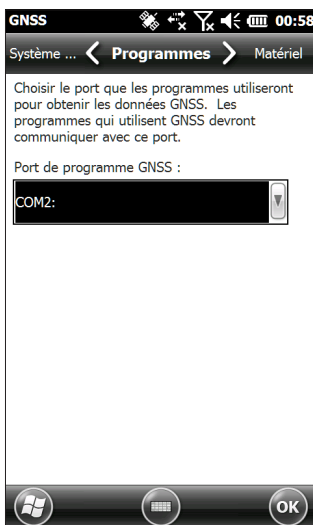 GNSS 00:58
Système ... Programmes Matériel
Choisir le port que les programmes utiliseront
pour obtenir les données GNSS. Les
programmes qui utilisent GNSS devront
communiquer avec ce port.
Port de programme GNSS :
COM2:
OK